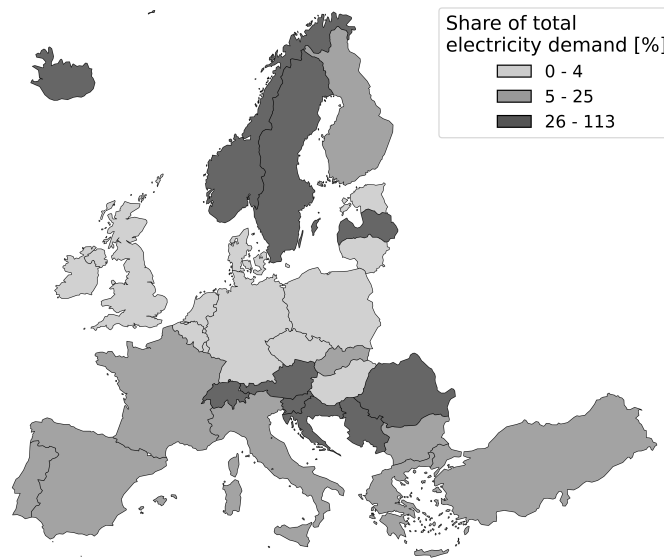 Share of total
electricity demand [%]
0 - 4
5 - 25
26 - 113